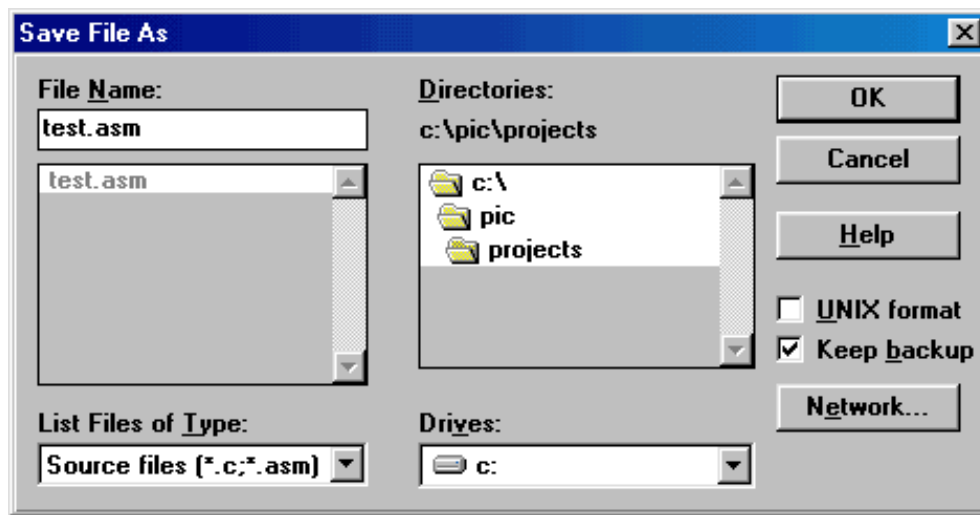 Save File As
File Name:
test.asm
test.asm
List Files of Type:
Source files (*.c;*.asm)
Directories:
c:\pic\projects
c:\
pic
projects
Drives:
c:
OK
Cancel
Help
UNIX format
Keep backup
Network...